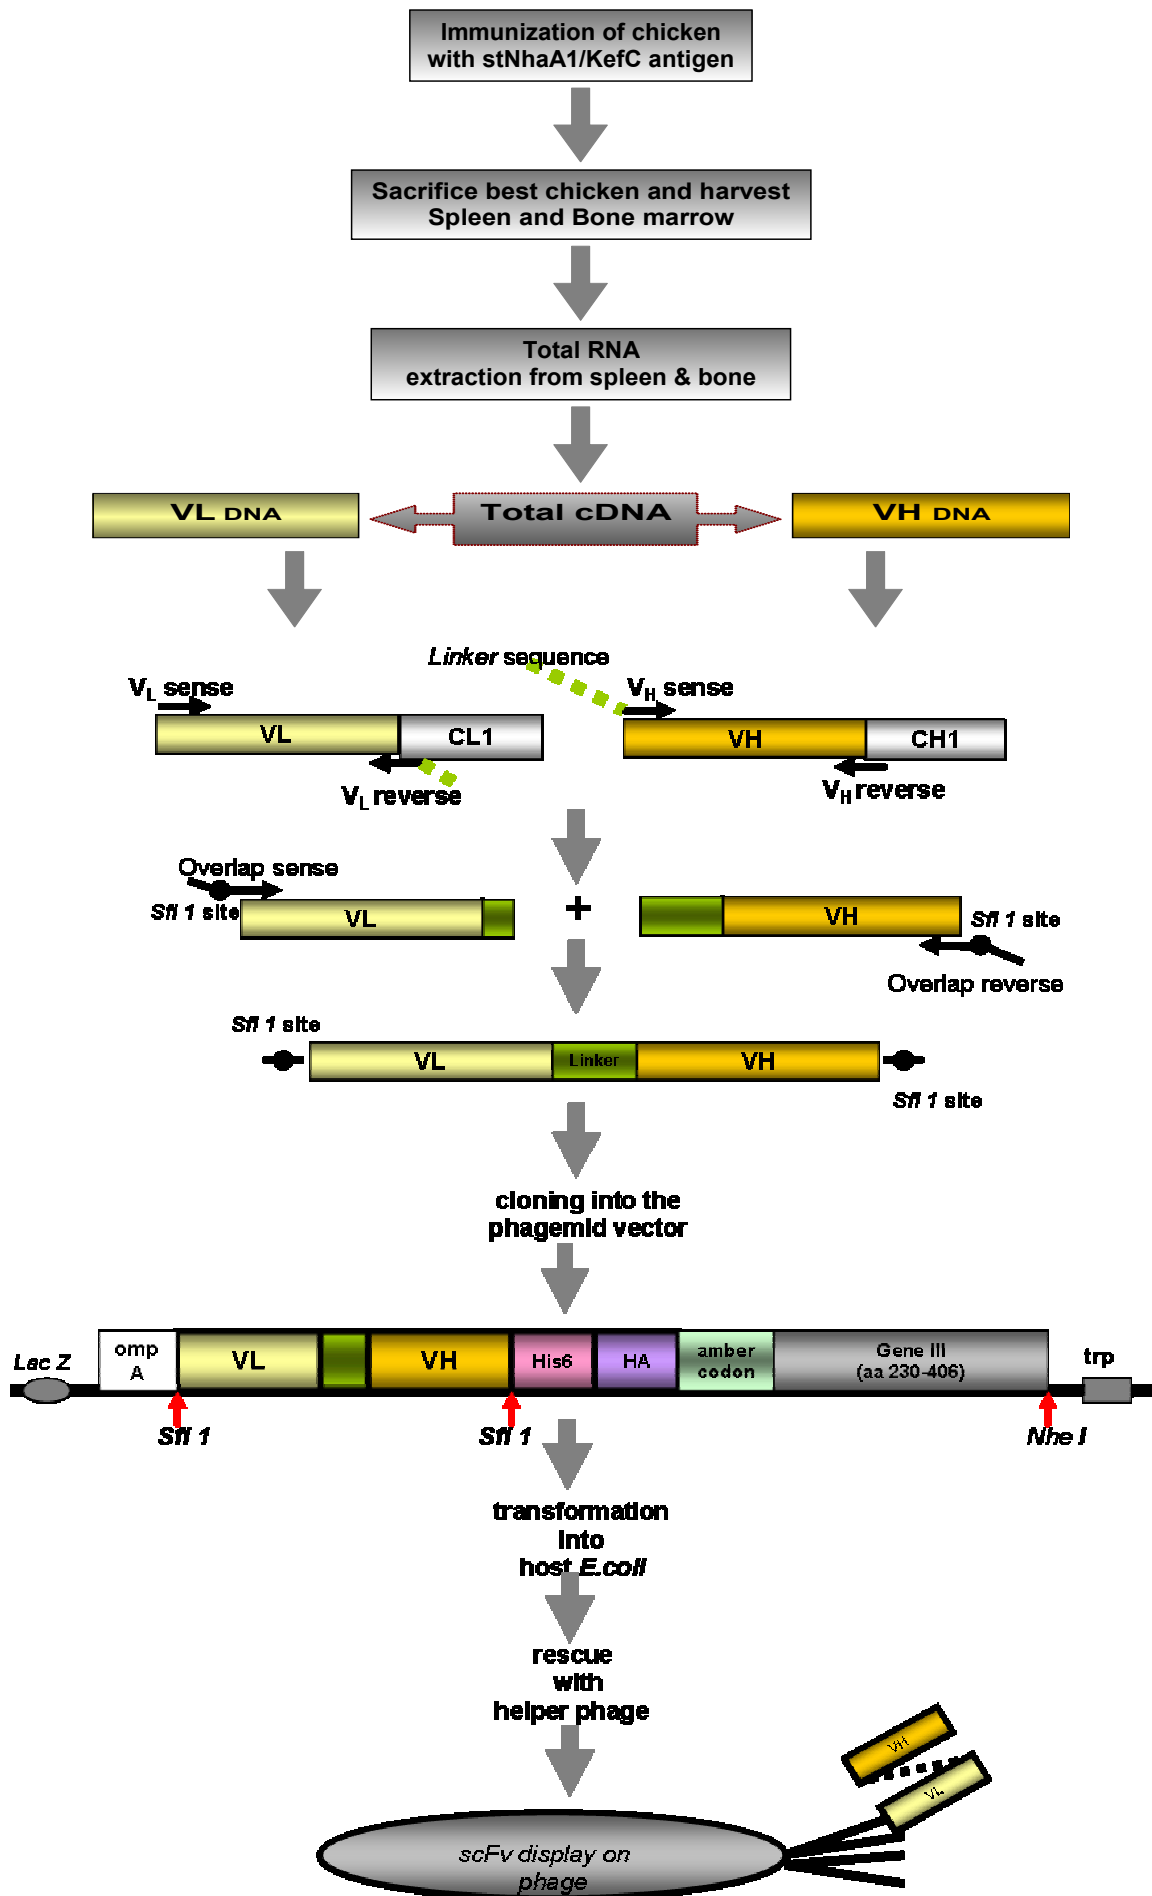 Immunization of chicken
with stNhaA1/KefC antigen
Sacrifice best chicken and harvest
Spleen and Bone marrow
Total RNA
extraction from spleen & bone
VL DNA
Total cDNA
VH DNA
Linker sequence
VL sense
VH sense
VL
CL1
VH
CH1
VL reverse
VH reverse
Overlap sense
Sfi 1 site
VL
+
VH
Sfi 1 site
Overlap reverse
Sfi 1 site
VL
Linker
VH
Sfi 1 site
cloning into the
phagemid vector
Lac Z
omp
A
VL
VH
His6
HA
amber
codon
Gene III
(aa 230-406)
trp
Sfi 1
Sfi 1
Nhe I
transformation
into
host E.coli
rescue
with
helper phage
VH
VL
scFv display on
phage